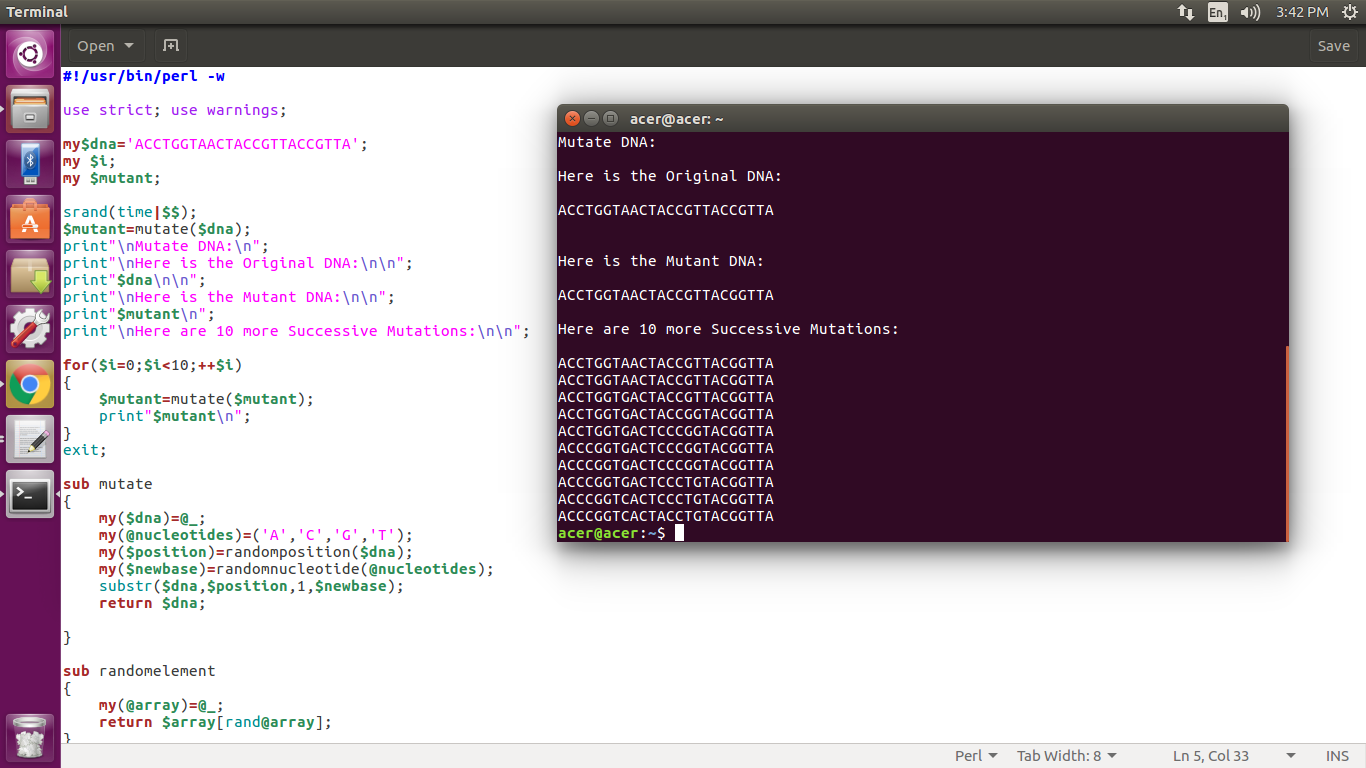 Terminal
En1
3:42 PM
Open
Save
#!/usr/bin/perl -w
use strict; use warnings;
my$dna='ACCTGGTAACTACCGTTACCGTTA';
my $i;
my $mutant;
srand(time|$$);
$mutant=mutate($dna);
print"\nMutate DNA:\n";
print"\nHere is the Original DNA:\n\n";
print"$dna\n\n";
print"\nHere is the Mutant DNA:\n\n";
print"$mutant\n";
print"\nHere are 10 more Successive Mutations:\n\n";
for($i=0;$i<10;++$i)
{
$mutant=mutate($mutant);
print"$mutant\n";
}
exit;
sub mutate
{
my($dna)=@_;
my(@nucleotides)=('A','C','G','T');
my($position)=randomposition($dna);
my($newbase)=randomnucleotide(@nucleotides);
substr($dna,$position,1,$newbase);
return $dna;
}
sub randomelement
{
my(@array)=@_;
return $array[rand@array];
}
acer@acer: ~
Mutate DNA:
Here is the Original DNA:
ACCTGGTAACTACCGTTACCGTTA
Here is the Mutant DNA:
ACCTGGTAACTACCGTTACGGTTA
Here are 10 more Successive Mutations:
ACCTGGTAACTACCGTTACGGTTA
ACCTGGTAACTACCGTTACGGTTA
ACCTGGTGACTACCGTTACGGTTA
ACCTGGTGACTACCGGTACGGTTA
ACCTGGTGACTCCCGGTACGGTTA
ACCCGGTGACTCCCGGTACGGTTA
ACCCGGTGACTCCCGGTACGGTTA
ACCCGGTGACTCCCTGTACGGTTA
ACCCGGTCACTCCCTGTACGGTTA
ACCCGGTCACTACCTGTACGGTTA
acer@acer:~$
Perl
Tab Width: 8
Ln 5, Col 33
INS